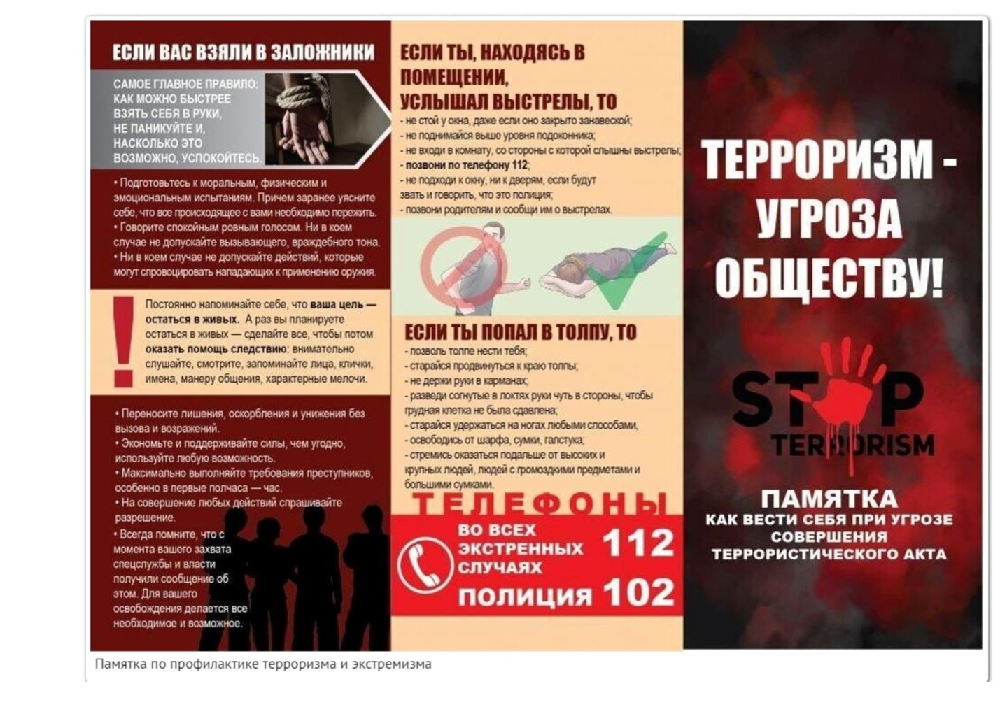 ЕСЛИ ВАС ВЗЯЛИ В ЗАЛОЖНИКИ
САМОЕ ГЛАВНОЕ ПРАВИЛО:
КАК МОЖНО БЫСТРЕЕ
ВЗЯТЬ СЕБЯ В РУКИ,
НЕ ПАНИКУЙТЕ И,
НАСКОЛЬКО ЭТО
ВОЗМОЖНО, УСПОКОЙТЕСЬ.
• Подготовьтесь к моральным, физическим и
эмоциональным испытаниям. Причем заранее уясните
себе, что все происходящее с вами необходимо пережить.
• Говорите спокойным ровным голосом. Ни в коем
случае не допускайте вызывающего, враждебного тона.
• Ни в коем случае не допускайте действий, которые
могут спровоцировать нападающих к применению оружия.
Постоянно напоминайте себе, что ваша цель —
остаться в живых. А раз вы планируете
остаться в живых — сделайте все, чтобы потом
оказать помощь следствию: внимательно
слушайте, смотрите, запоминайте лица, клички,
имена, манеру общения, характерные мелочи.
• Переносите лишения, оскорбления и унижения без
вызова и возражений.
• Экономьте и поддерживайте силы, чем угодно,
используйте любую возможность.
• Максимально выполняйте требования преступников,
особенно в первые полчаса — час.
• На совершение любых действий спрашивайте
разрешение.
• Всегда помните, что с
момента вашего захвата
спецслужбы и власти
получили сообщение об
этом. Для вашего
освобождения делается все
необходимое и возможное.
ЕСЛИ ТЫ, НАХОДЯСЬ В
ПОМЕЩЕНИИ,
УСЛЫШАЛ ВЫСТРЕЛЫ, ТО
- не стой у окна, даже если оно закрыто занавеской;
- не поднимайся выше уровня подоконника;
- не входи в комнату, со стороны с которой слышны выстрелы;
- позвони по телефону 112;
- не подходи к окну, ни к дверям, если будут
звать и говорить, что это полиция;
- позвони родителям и сообщи им о выстрелах.
ЕСЛИ ТЫ ПОПАЛ В ТОЛПУ, ТО
- позволь толпе нести тебя;
- старайся продвинуться к краю толпы;
- не держи руки в карманах;
- разведи согнутые в локтях руки чуть в стороны, чтобы
грудная клетка не была сдавлена;
- старайся удержаться на ногах любыми способами,
- освободись от шарфа, сумки, галстука;
- стремись оказаться подальше от высоких и
крупных людей, людей с громоздкими предметами и
большими сумками.
ТЕЛЕФОНЫ
ВО ВСЕХ
ЭКСТРЕННЫХ 112
СЛУЧАЯХ
ПОЛИЦИЯ 102
ТЕРРОРИЗМ -
УГРОЗА
ОБЩЕСТВУ!
STOP
TERRORISM
ПАМЯТКА
КАК ВЕСТИ СЕБЯ ПРИ УГРОЗЕ
СОВЕРШЕНИЯ
ТЕРРОРИСТИЧЕСКОГО АКТА
Памятка по профилактике терроризма и экстремизма